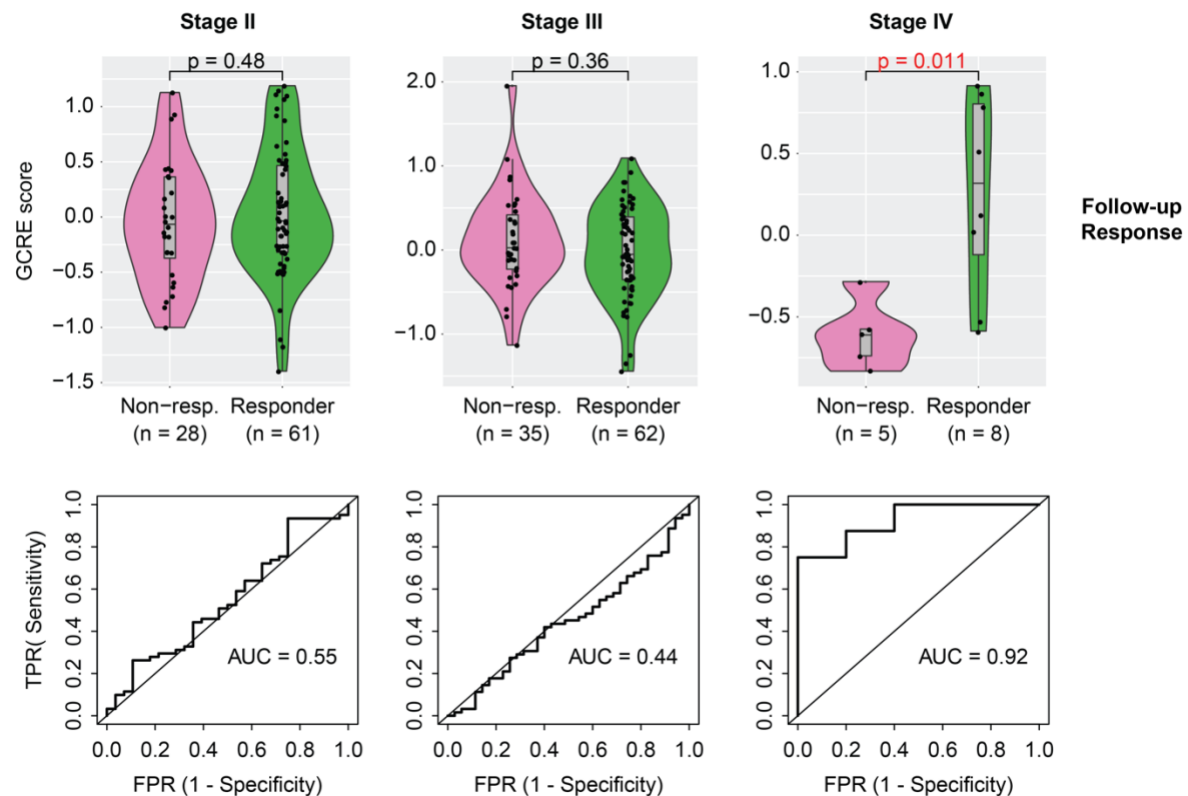 Stage II
Stage III
Stage IV
p = 0.48
p = 0.36
p = 0.011
GCRE score
1.0
0.5
0.0
−0.5
−1.0
−1.5
2.0
1.0
0.0
−1.0
1.0
0.5
0.0
−0.5
Follow-up
Response
Non−resp.
(n = 28)
Responder
(n = 61)
Non−resp.
(n = 35)
Responder
(n = 62)
Non−resp.
(n = 5)
Responder
(n = 8)
TPR( Sensitivity)
0.0 0.2 0.4 0.6 0.8 1.0
AUC = 0.55
0.0 0.2 0.4 0.6 0.8 1.0
FPR (1 - Specificity)
0.0 0.2 0.4 0.6 0.8 1.0
AUC = 0.44
0.0 0.2 0.4 0.6 0.8 1.0
FPR (1 - Specificity)
0.0 0.2 0.4 0.6 0.8 1.0
AUC = 0.92
0.0 0.2 0.4 0.6 0.8 1.0
FPR (1 - Specificity)